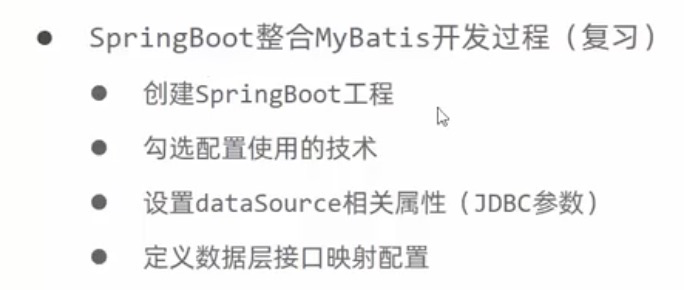 SpringBoot整合MyBatis开发过程（复习）
创建SpringBoot工程
勾选配置使用的技术
设置dataSource相关属性（JDBC参数）
定义数据层接口映射配置